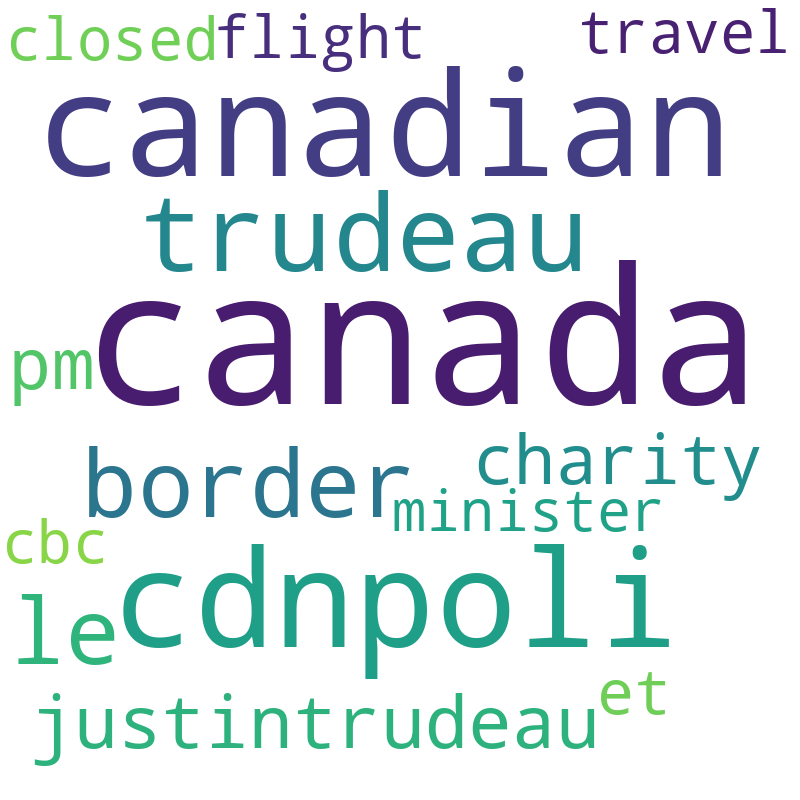 closed flight travel
canadian
trudeau
canada
pm
border charity
minister
cbc
cdnpoli
le
et
justintrudeau